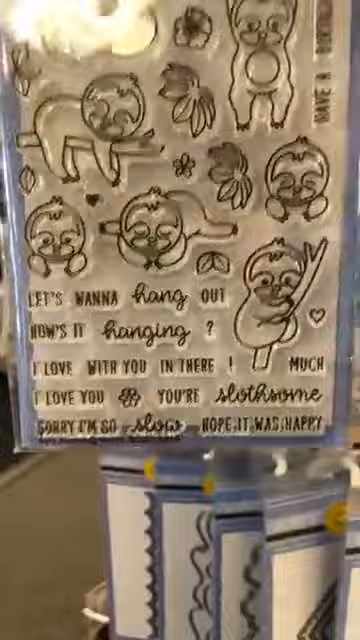 HAVE A
LET'S WANNA hang OUT
HOW'S IT hanging ?
I LOVE WITH YOU IN THERE ! MUCH
I LOVE YOU YOU'RE slothsome
SORRY I'M SO slow HOPE IT WAS HAPPY